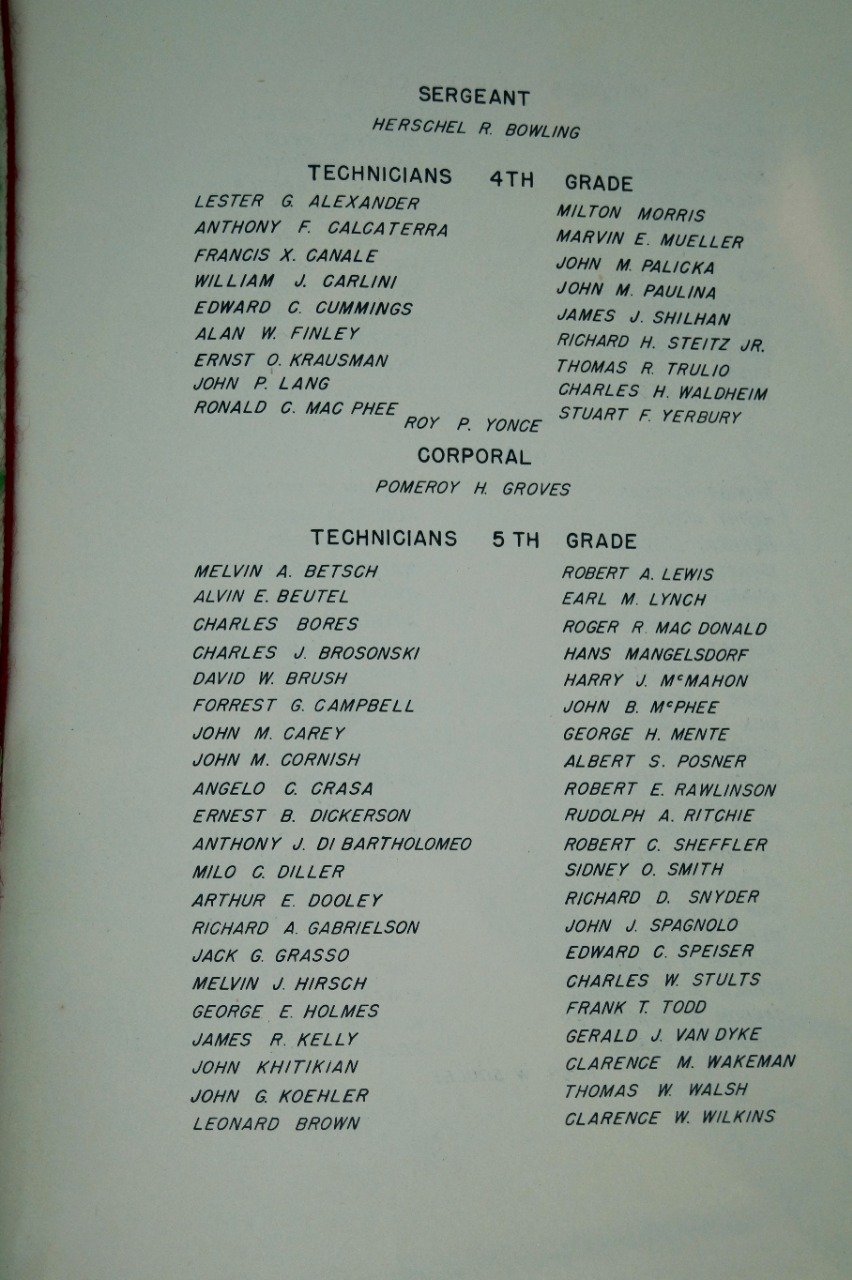 SERGEANT
HERSCHEL R. BOWLING
TECHNICIANS 4TH GRADE
LESTER G. ALEXANDER
ANTHONY F. CALCATERRA
FRANCIS X. CANALE
WILLIAM J. CARLINI
EDWARD C. CUMMINGS
ALAN W. FINLEY
ERNST O. KRAUSMAN
JOHN P. LANG
RONALD C. MAC PHEE
MILTON MORRIS
MARVIN E. MUELLER
JOHN M. PALICKA
JOHN M. PAULINA
JAMES J. SHILHAN
RICHARD H. STEITZ JR.
THOMAS R. TRULIO
CHARLES H. WALDHEIM
STUART F. YERBURY
ROY P. YONCE
CORPORAL
POMEROY H. GROVES
TECHNICIANS 5TH GRADE
MELVIN A. BETSCH
ALVIN E. BEUTEL
CHARLES BORES
CHARLES J. BROSONSKI
DAVID W. BRUSH
FORREST G. CAMPBELL
JOHN M. CAREY
JOHN M. CORNISH
ANGELO C. CRASA
ERNEST B. DICKERSON
ANTHONY J. DI BARTHOLOMEO
MILO C. DILLER
ARTHUR E. DOOLEY
RICHARD A. GABRIELSON
JACK G. GRASSO
MELVIN J. HIRSCH
GEORGE E. HOLMES
JAMES R. KELLY
JOHN KHITIKIAN
JOHN G. KOEHLER
LEONARD BROWN
ROBERT A. LEWIS
EARL M. LYNCH
ROGER R. MAC DONALD
HANS MANGELSDORF
HARRY J. McMAHON
JOHN B. McPHEE
GEORGE H. MENTE
ALBERT S. POSNER
ROBERT E. RAWLINSON
RUDOLPH A. RITCHIE
ROBERT C. SHEFFLER
SIDNEY O. SMITH
RICHARD D. SNYDER
JOHN J. SPAGNOLO
EDWARD C. SPEISER
CHARLES W. STULTS
FRANK T. TODD
GERALD J. VAN DYKE
CLARENCE M. WAKEMAN
THOMAS W. WALSH
CLARENCE W. WILKINS